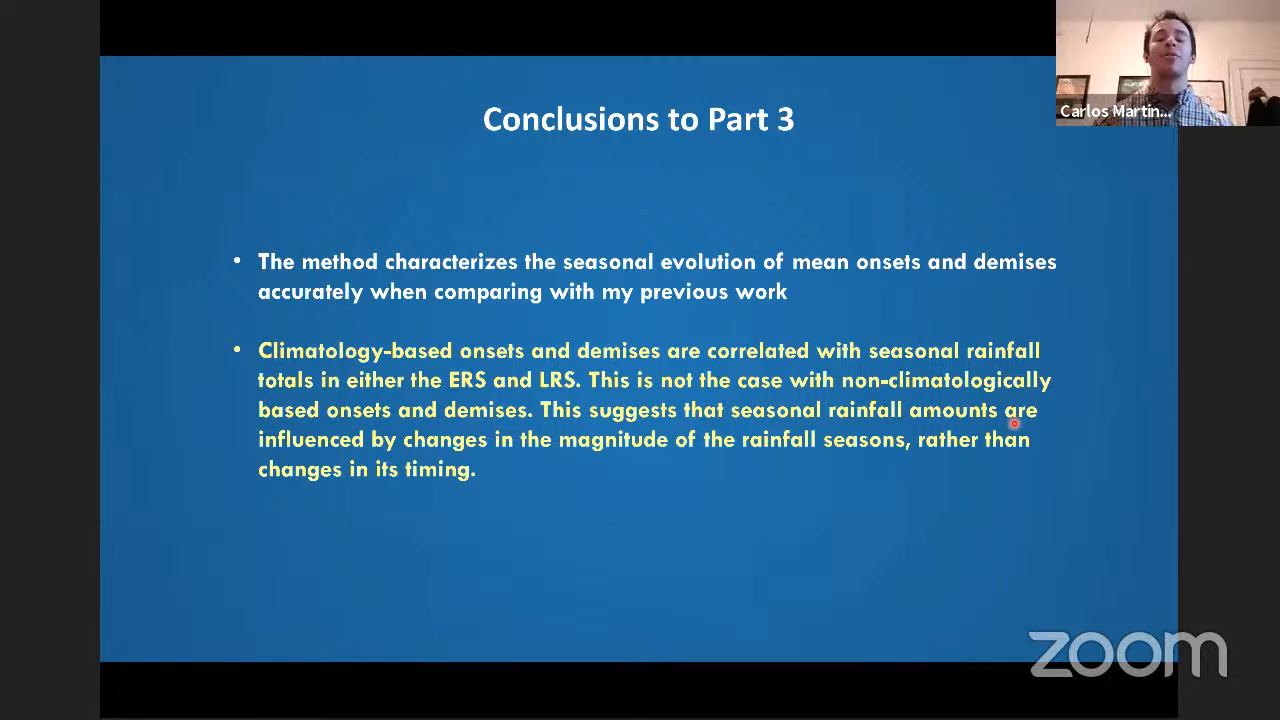 Conclusions to Part 3
Carlos Martin...
• The method characterizes the seasonal evolution of mean onsets and demises
accurately when comparing with my previous work
• Climatology-based onsets and demises are correlated with seasonal rainfall
totals in either the ERS and LRS. This is not the case with non-climatologically
based onsets and demises. This suggests that seasonal rainfall amounts are
influenced by changes in the magnitude of the rainfall seasons, rather than
changes in its timing.
zoom